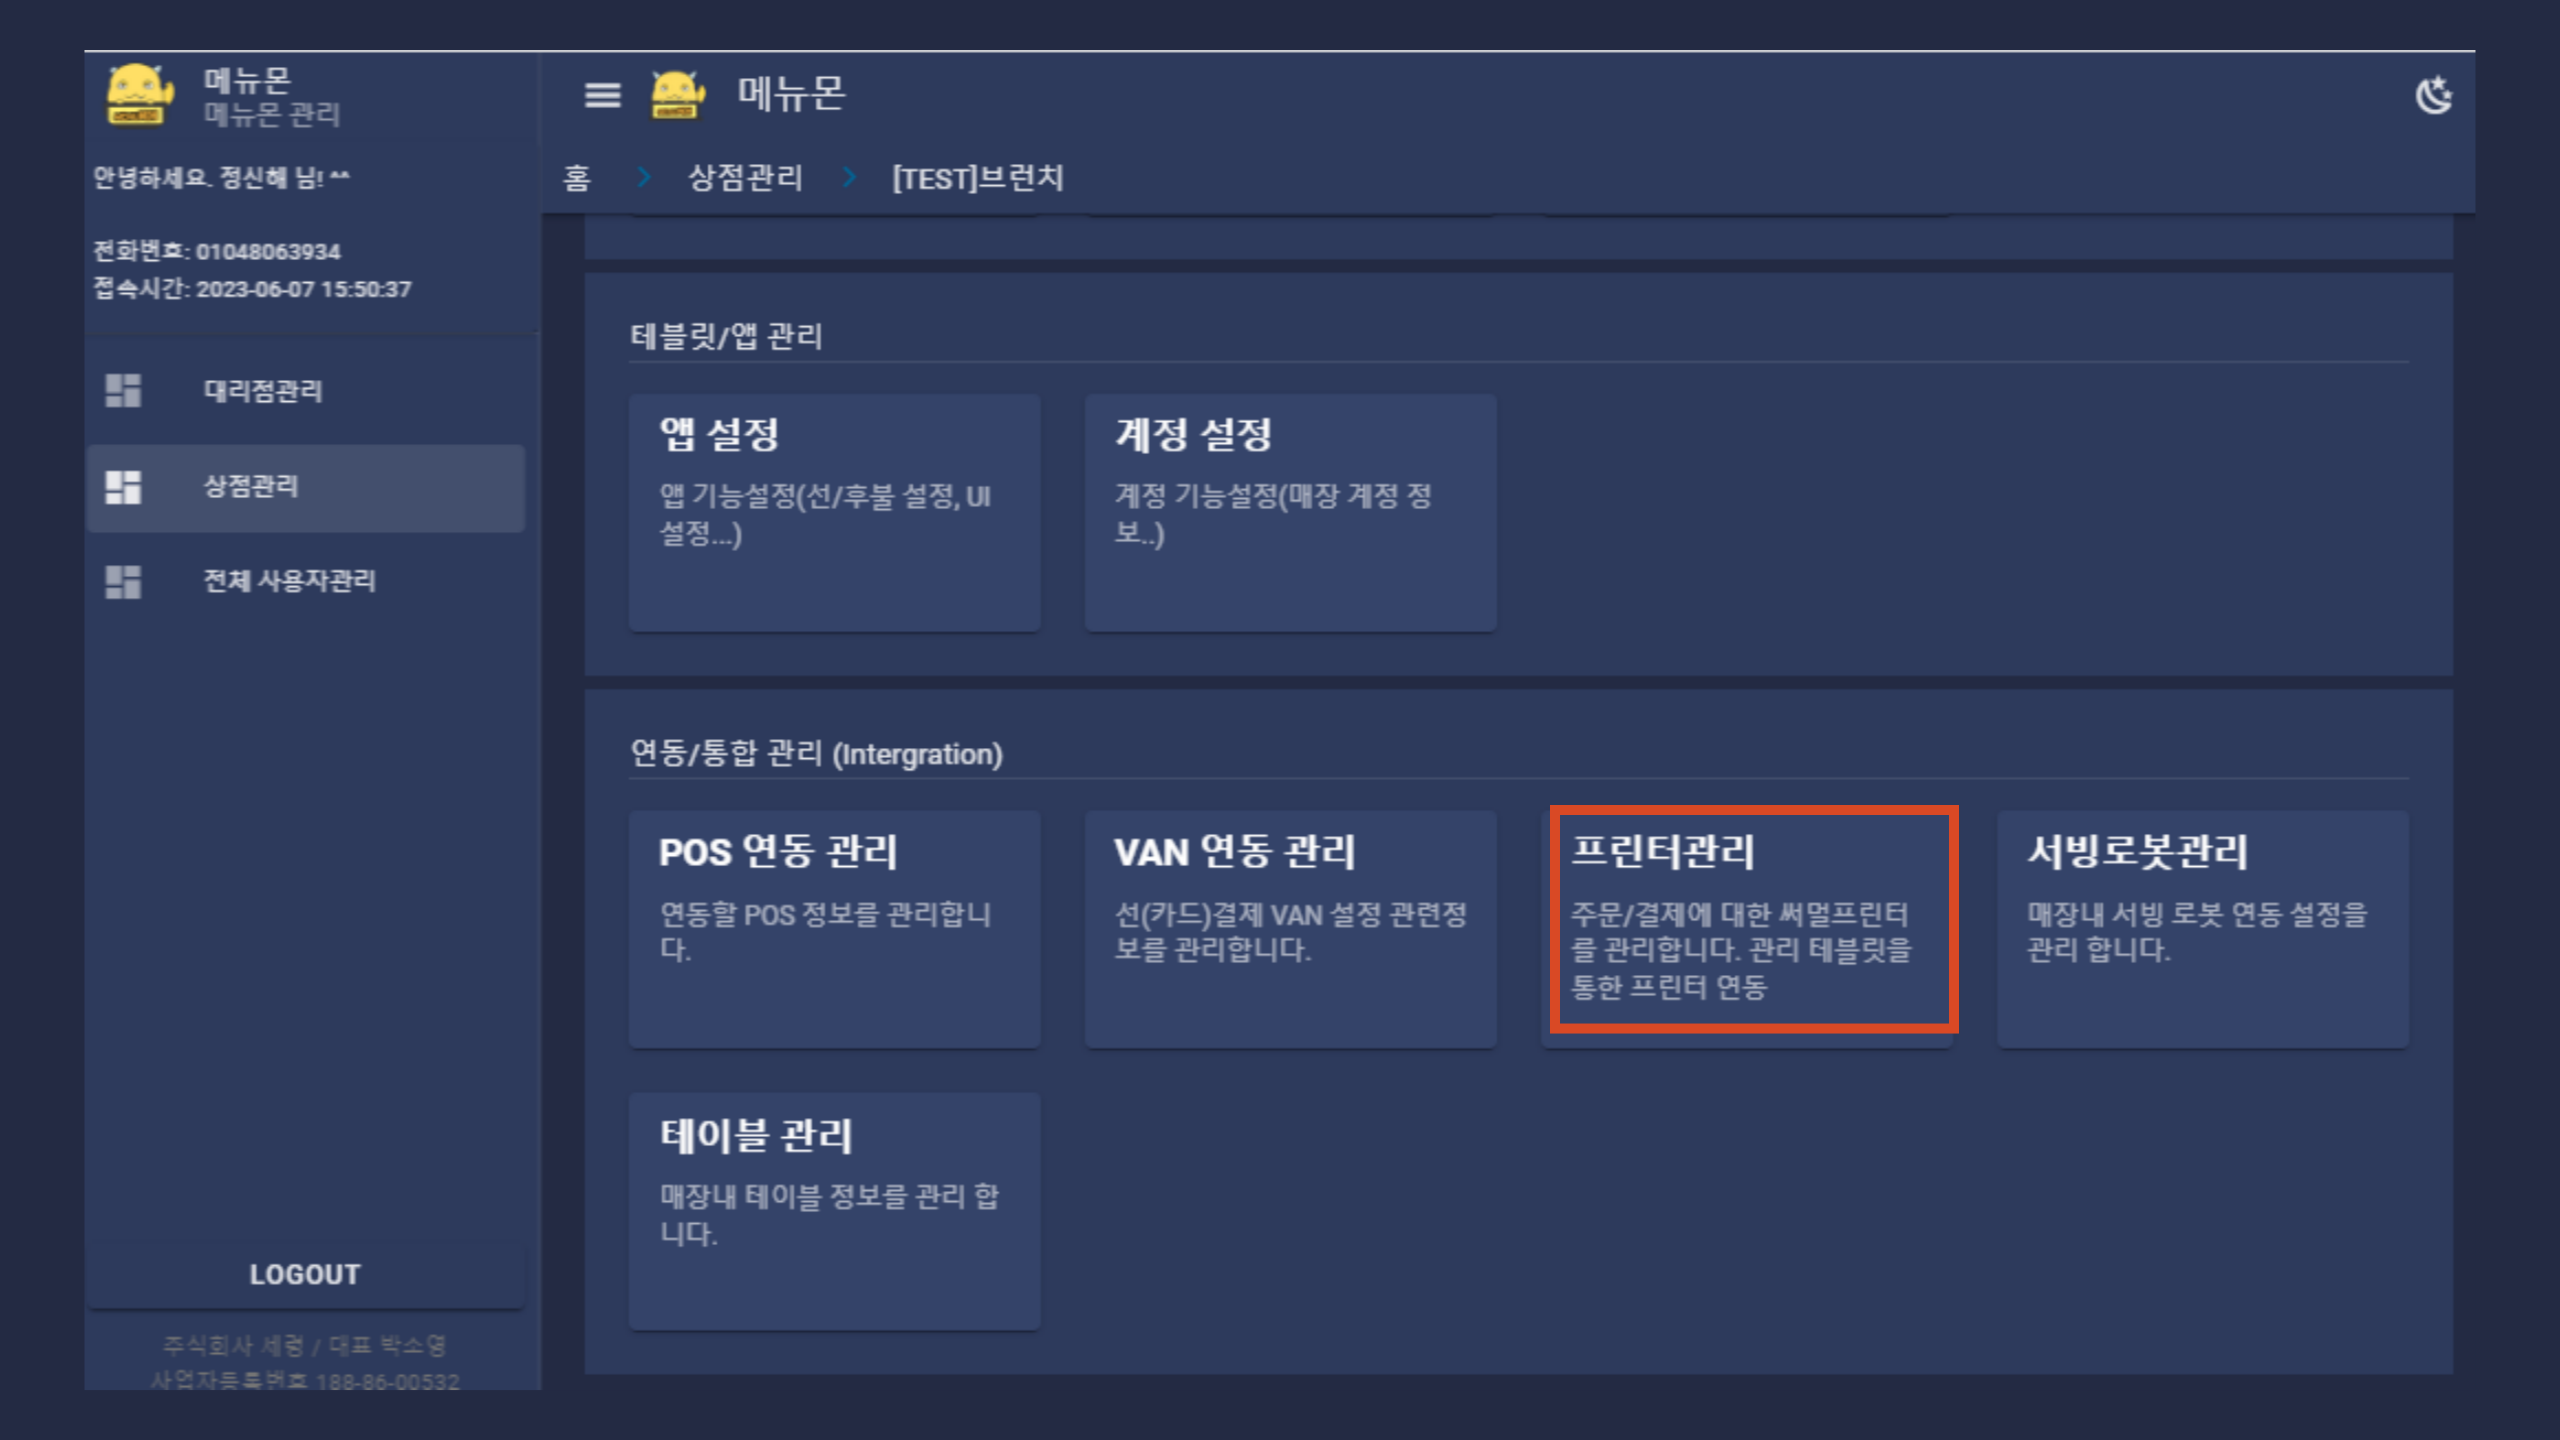 메뉴몬
메뉴몬 관리
안녕하세요. 정신해 님! ^^
전화번호: 01048063934
접속시간: 2023-06-07 15:50:37
대리점관리
상점관리
전체 사용자관리
LOGOUT
주식회사 세령 / 대표 박소영
사업자등록번호 188-86-00532
메뉴몬
홈 > 상점관리 > [TEST]브런치
테블릿/앱 관리
앱 설정
앱 기능설정(선/후불 설정, UI
설정...)
계정 설정
계정 기능설정(매장 계정 정
보..)
연동/통합 관리 (Intergration)
POS 연동 관리
연동할 POS 정보를 관리합니
다.
VAN 연동 관리
선(카드)결제 VAN 설정 관련정
보를 관리합니다.
프린터관리
주문/결제에 대한 써멀프린터
를 관리합니다. 관리 테블릿을
통한 프린터 연동
서빙로봇관리
매장내 서빙 로봇 연동 설정을
관리 합니다.
테이블 관리
매장내 테이블 정보를 관리 합
니다.